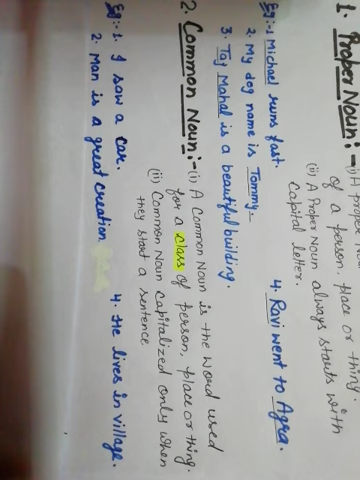 1. Proper Noun:- (i) A proper
of a person, place or thing.
(ii) A Proper Noun always starts with
Capital letter.
Eg:- 1. Michael runs fast.
4. Ravi went to Agra.
2. My dog name is Tommy.
3. Taj Mahal is a beautiful building.
2. Common Noun:- (i) A Common Noun is the word used
for a class of person, place or thing.
(ii) Common Noun Capitalized only when
they start a sentence
Eg:- 1. I saw a car.
4. He lives in village.
2. Man is a great creation.